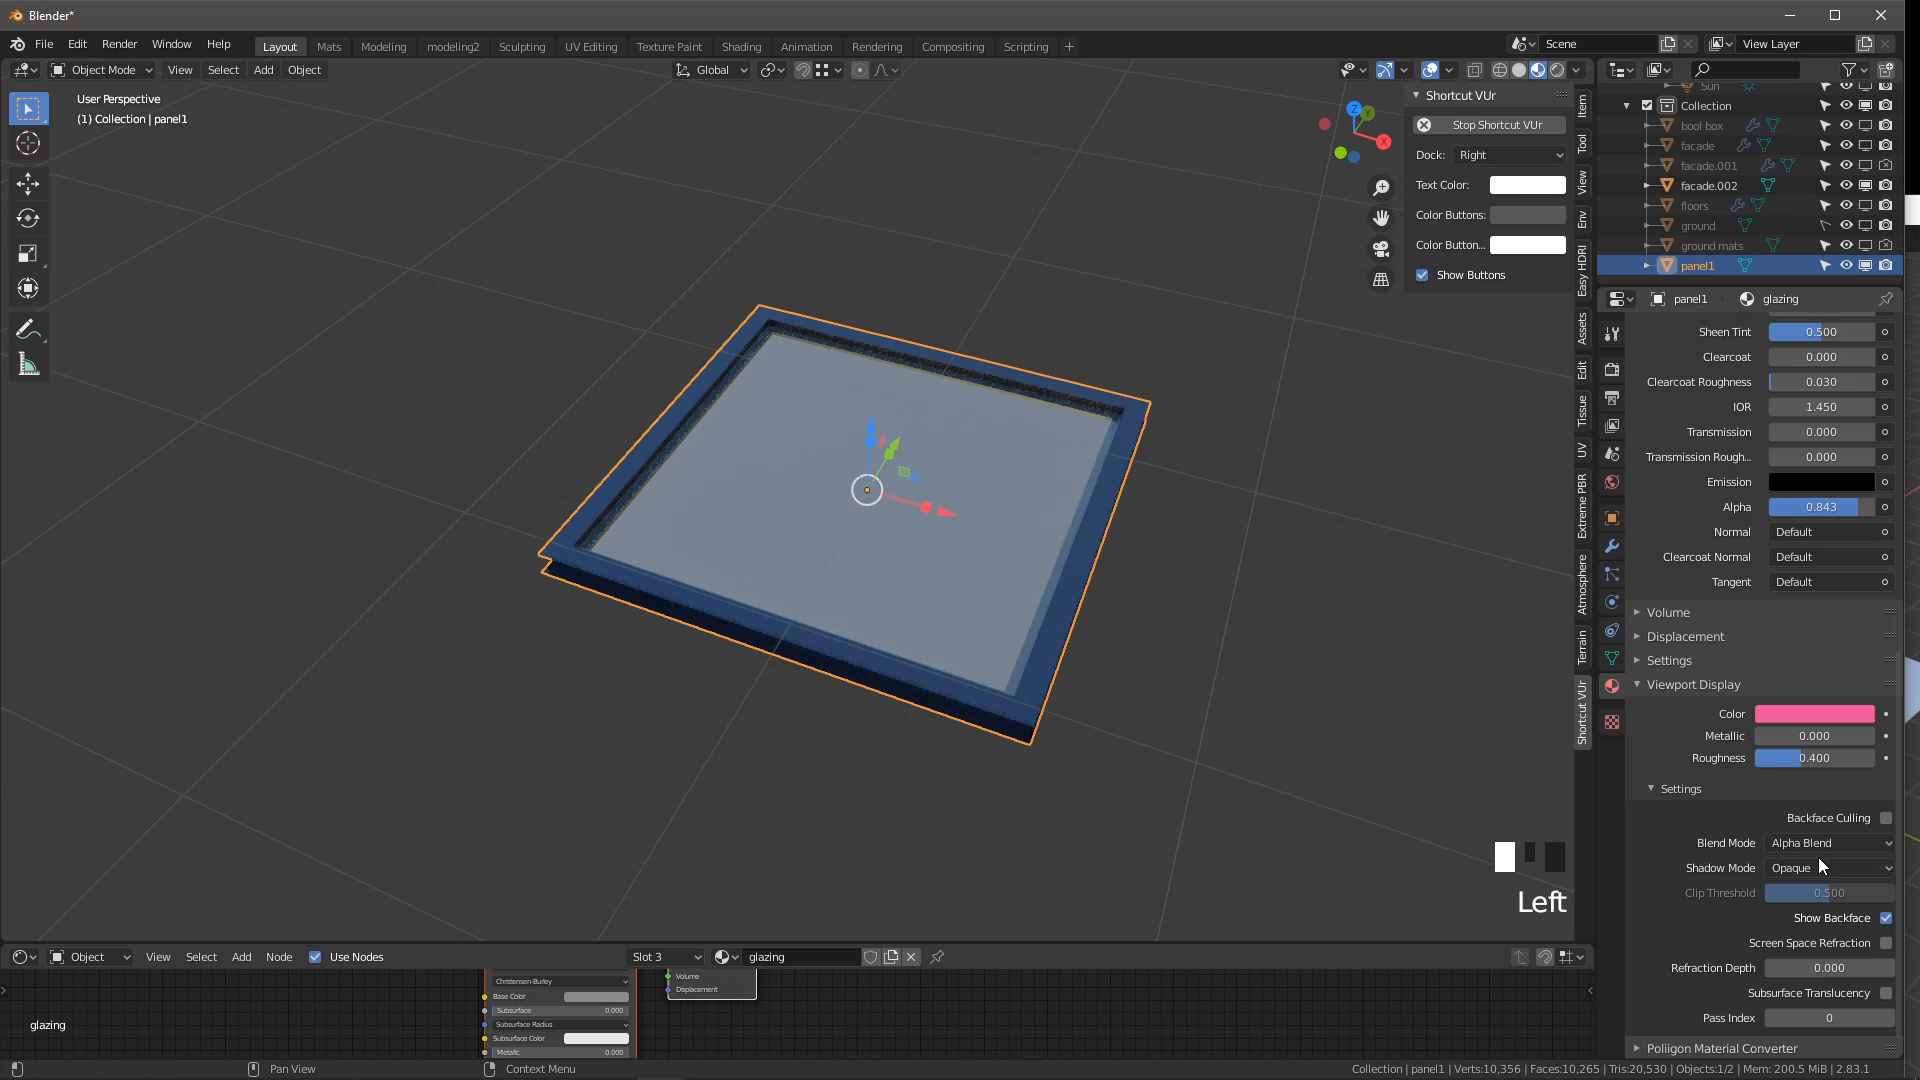 Blender*
File Edit Render Window Help
Layout Mats Modeling modeling2 Sculpting UV Editing Texture Paint Shading Animation Rendering Compositing Scripting +
Scene
View Layer
Object Mode View Select Add Object
Global
User Perspective
(1) Collection | panel1
Shortcut VUr
Stop Shortcut VUr
Dock: Right
Text Color:
Color Buttons:
Color Button...
Show Buttons
Z
Y
X
Item
Tool
View
Env
Easy HDRI
Assets
Edit
Tissue
UV
Extreme PBR
Atmosphere
Terrain
Shortcut VUr
Sun
Collection
bool box
facade
facade.001
facade.002
floors
ground
ground mats
panel1
panel1 glazing
Sheen Tint 0.500
Clearcoat 0.000
Clearcoat Roughness 0.030
IOR 1.450
Transmission 0.000
Transmission Rough... 0.000
Emission
Alpha 0.843
Normal Default
Clearcoat Normal Default
Tangent Default
Volume
Displacement
Settings
Viewport Display
Color
Metallic 0.000
Roughness 0.400
Settings
Backface Culling
Blend Mode Alpha Blend
Shadow Mode Opaque
Clip Threshold 0.500
Show Backface
Screen Space Refraction
Refraction Depth 0.000
Subsurface Translucency
Pass Index 0
Poliigon Material Converter
Left
Object View Select Add Node Use Nodes Slot 3 glazing
Christensen-Burley
Base Color
Subsurface 0.000
Subsurface Radius
Subsurface Color
Metallic 0.000
Volume
Displacement
glazing
Pan View
Context Menu
Collection | panel1 | Verts:10,356 | Faces:10,265 | Tris:20,530 | Objects:1/2 | Mem: 200.5 MiB | 2.83.1